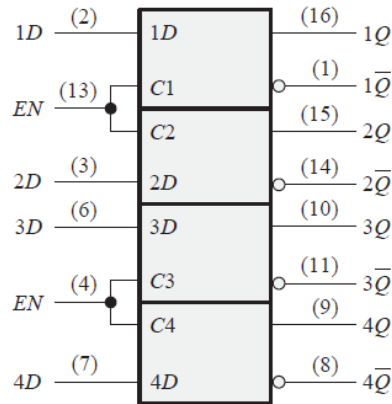 (2) (16)
1D 1D 1Q
(13) C1 (1) 1Q̅
EN (15)
C2 2Q
(3) (14)
2D 2D 2Q̅
(6) (10)
3D 3D 3Q
(4) C3 (11) 3Q̅
EN (9)
C4 4Q
(7) (8)
4D 4D 4Q̅